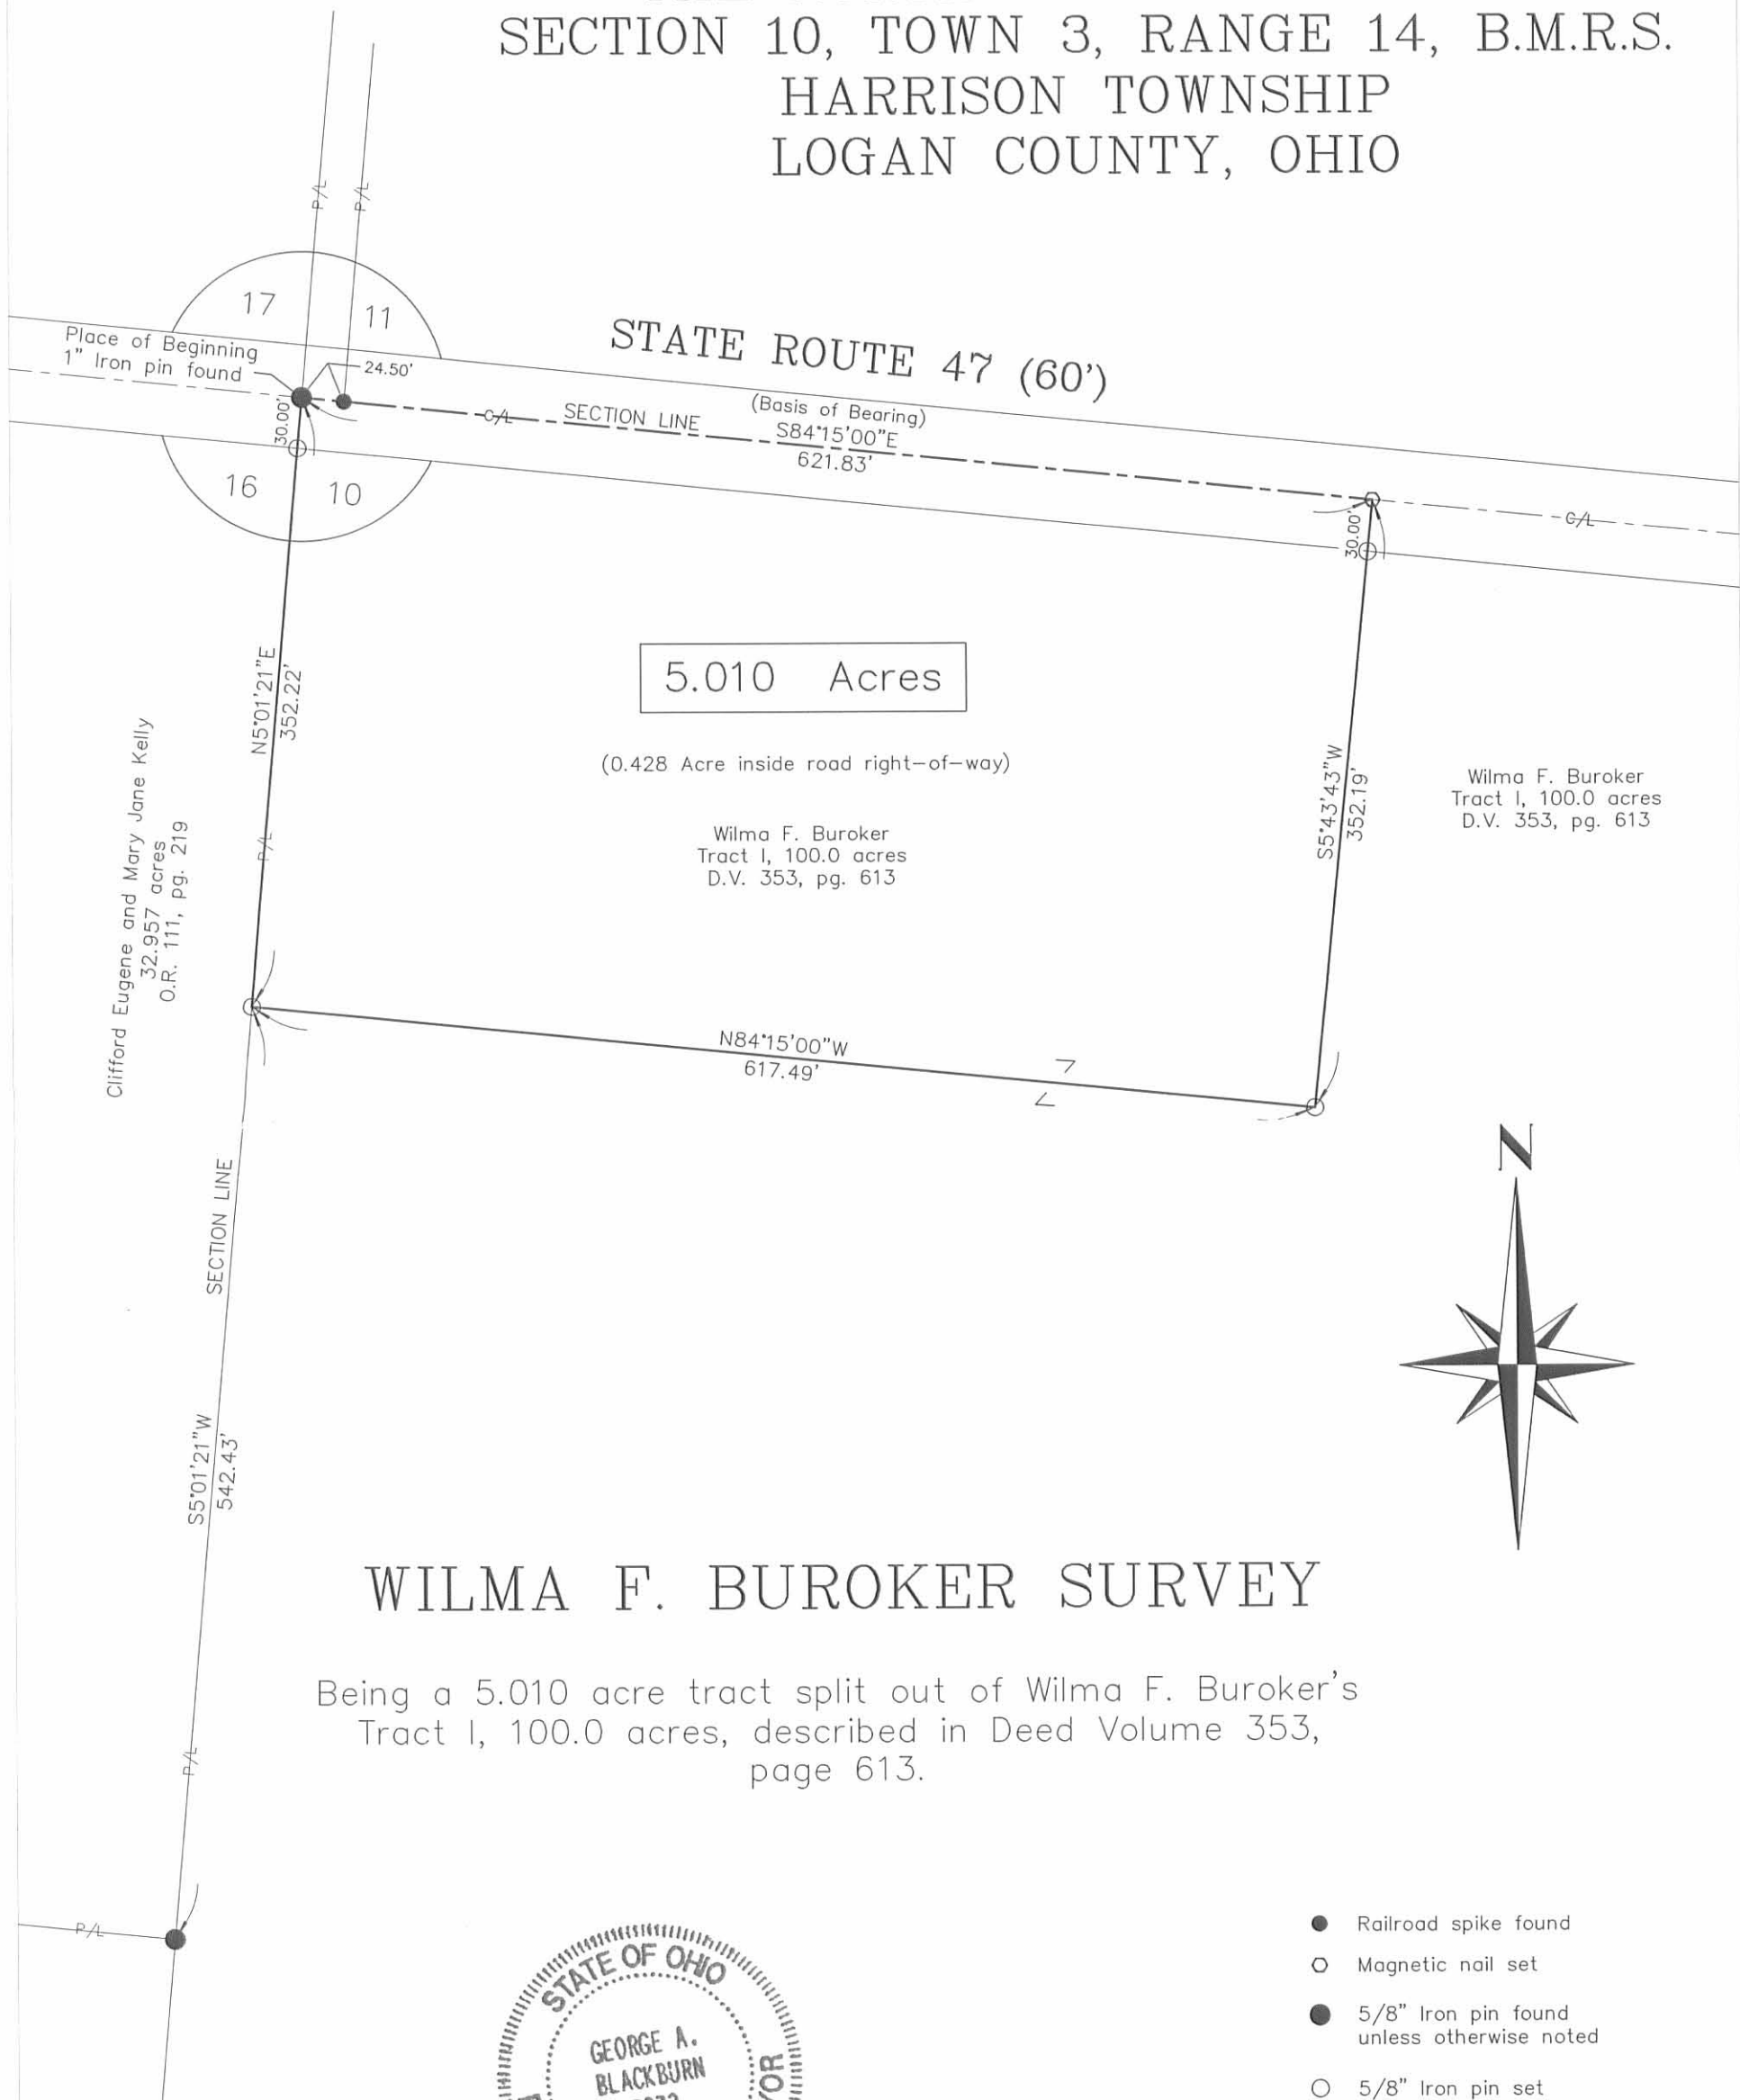 SECTION 10, TOWN 3, RANGE 14, B.M.R.S.
HARRISON TOWNSHIP
LOGAN COUNTY, OHIO
P/L
P/L
17
11
Place of Beginning
1" Iron pin found
24.50'
STATE ROUTE 47 (60')
(Basis of Bearing)
C/L
SECTION LINE
S84°15'00"E
621.83'
30.00'
16
10
30.00'
C/L
N5°01'21"E
352.22'
P/L
5.010 Acres
(0.428 Acre inside road right-of-way)
Wilma F. Buroker
Tract I, 100.0 acres
D.V. 353, pg. 613
S5°43'43"W
352.19'
Wilma F. Buroker
Tract I, 100.0 acres
D.V. 353, pg. 613
Clifford Eugene and Mary Jane Kelly
32.957 acres
O.R. 111, pg. 219
N84°15'00"W
617.49'
N
SECTION LINE
S5°01'21"W
542.43'
P/L
WILMA F. BUROKER SURVEY
Being a 5.010 acre tract split out of Wilma F. Buroker's
Tract I, 100.0 acres, described in Deed Volume 353,
page 613.
P/L
STATE OF OHIO
GEORGE A.
BLACKBURN
Railroad spike found
Magnetic nail set
5/8" Iron pin found
unless otherwise noted
5/8" Iron pin set